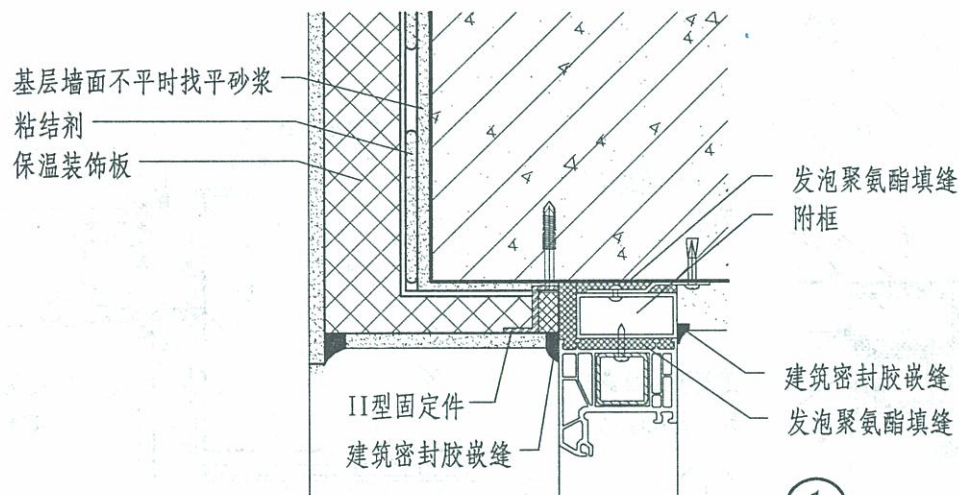 基层墙面不平时找平砂浆
粘结剂
保温装饰板
发泡聚氨酯填缝
附框
建筑密封胶嵌缝
发泡聚氨酯填缝
II型固定件
建筑密封胶嵌缝